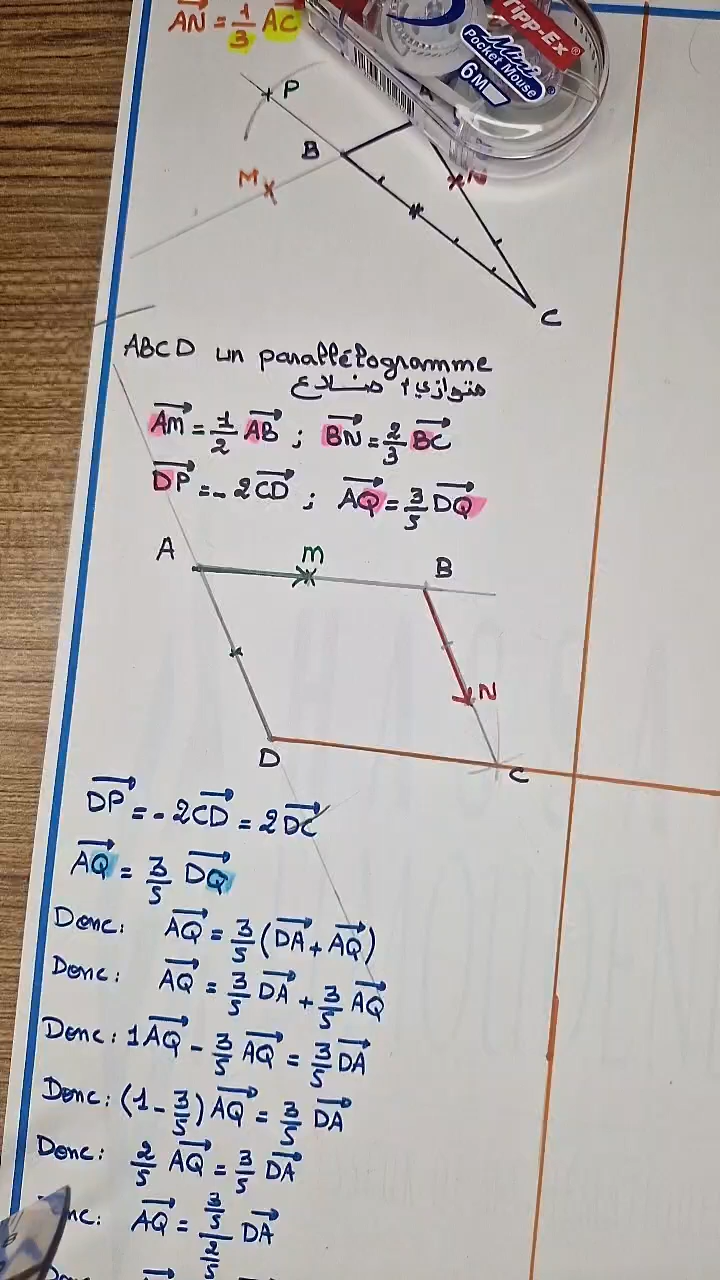 AN = 1/3 AC
Tipp-Ex®
Mini
Pocket Mouse®
6M
P
A
B
M
N
C
ABCD un parallélogramme
متوازي أضلاع
AM = 1/2 AB ; BN = 2/3 BC
DP = - 2CD ; AQ = 3/5 DQ
A
M
B
N
D
C
DP = - 2CD = 2DC
AQ = 3/5 DQ
Donc: AQ = 3/5 (DA + AQ)
Donc: AQ = 3/5 DA + 3/5 AQ
Donc: 1AQ - 3/5 AQ = 3/5 DA
Donc: (1 - 3/5) AQ = 3/5 DA
Donc: 2/5 AQ = 3/5 DA
nc: AQ = 3/5 / 2/5 DA